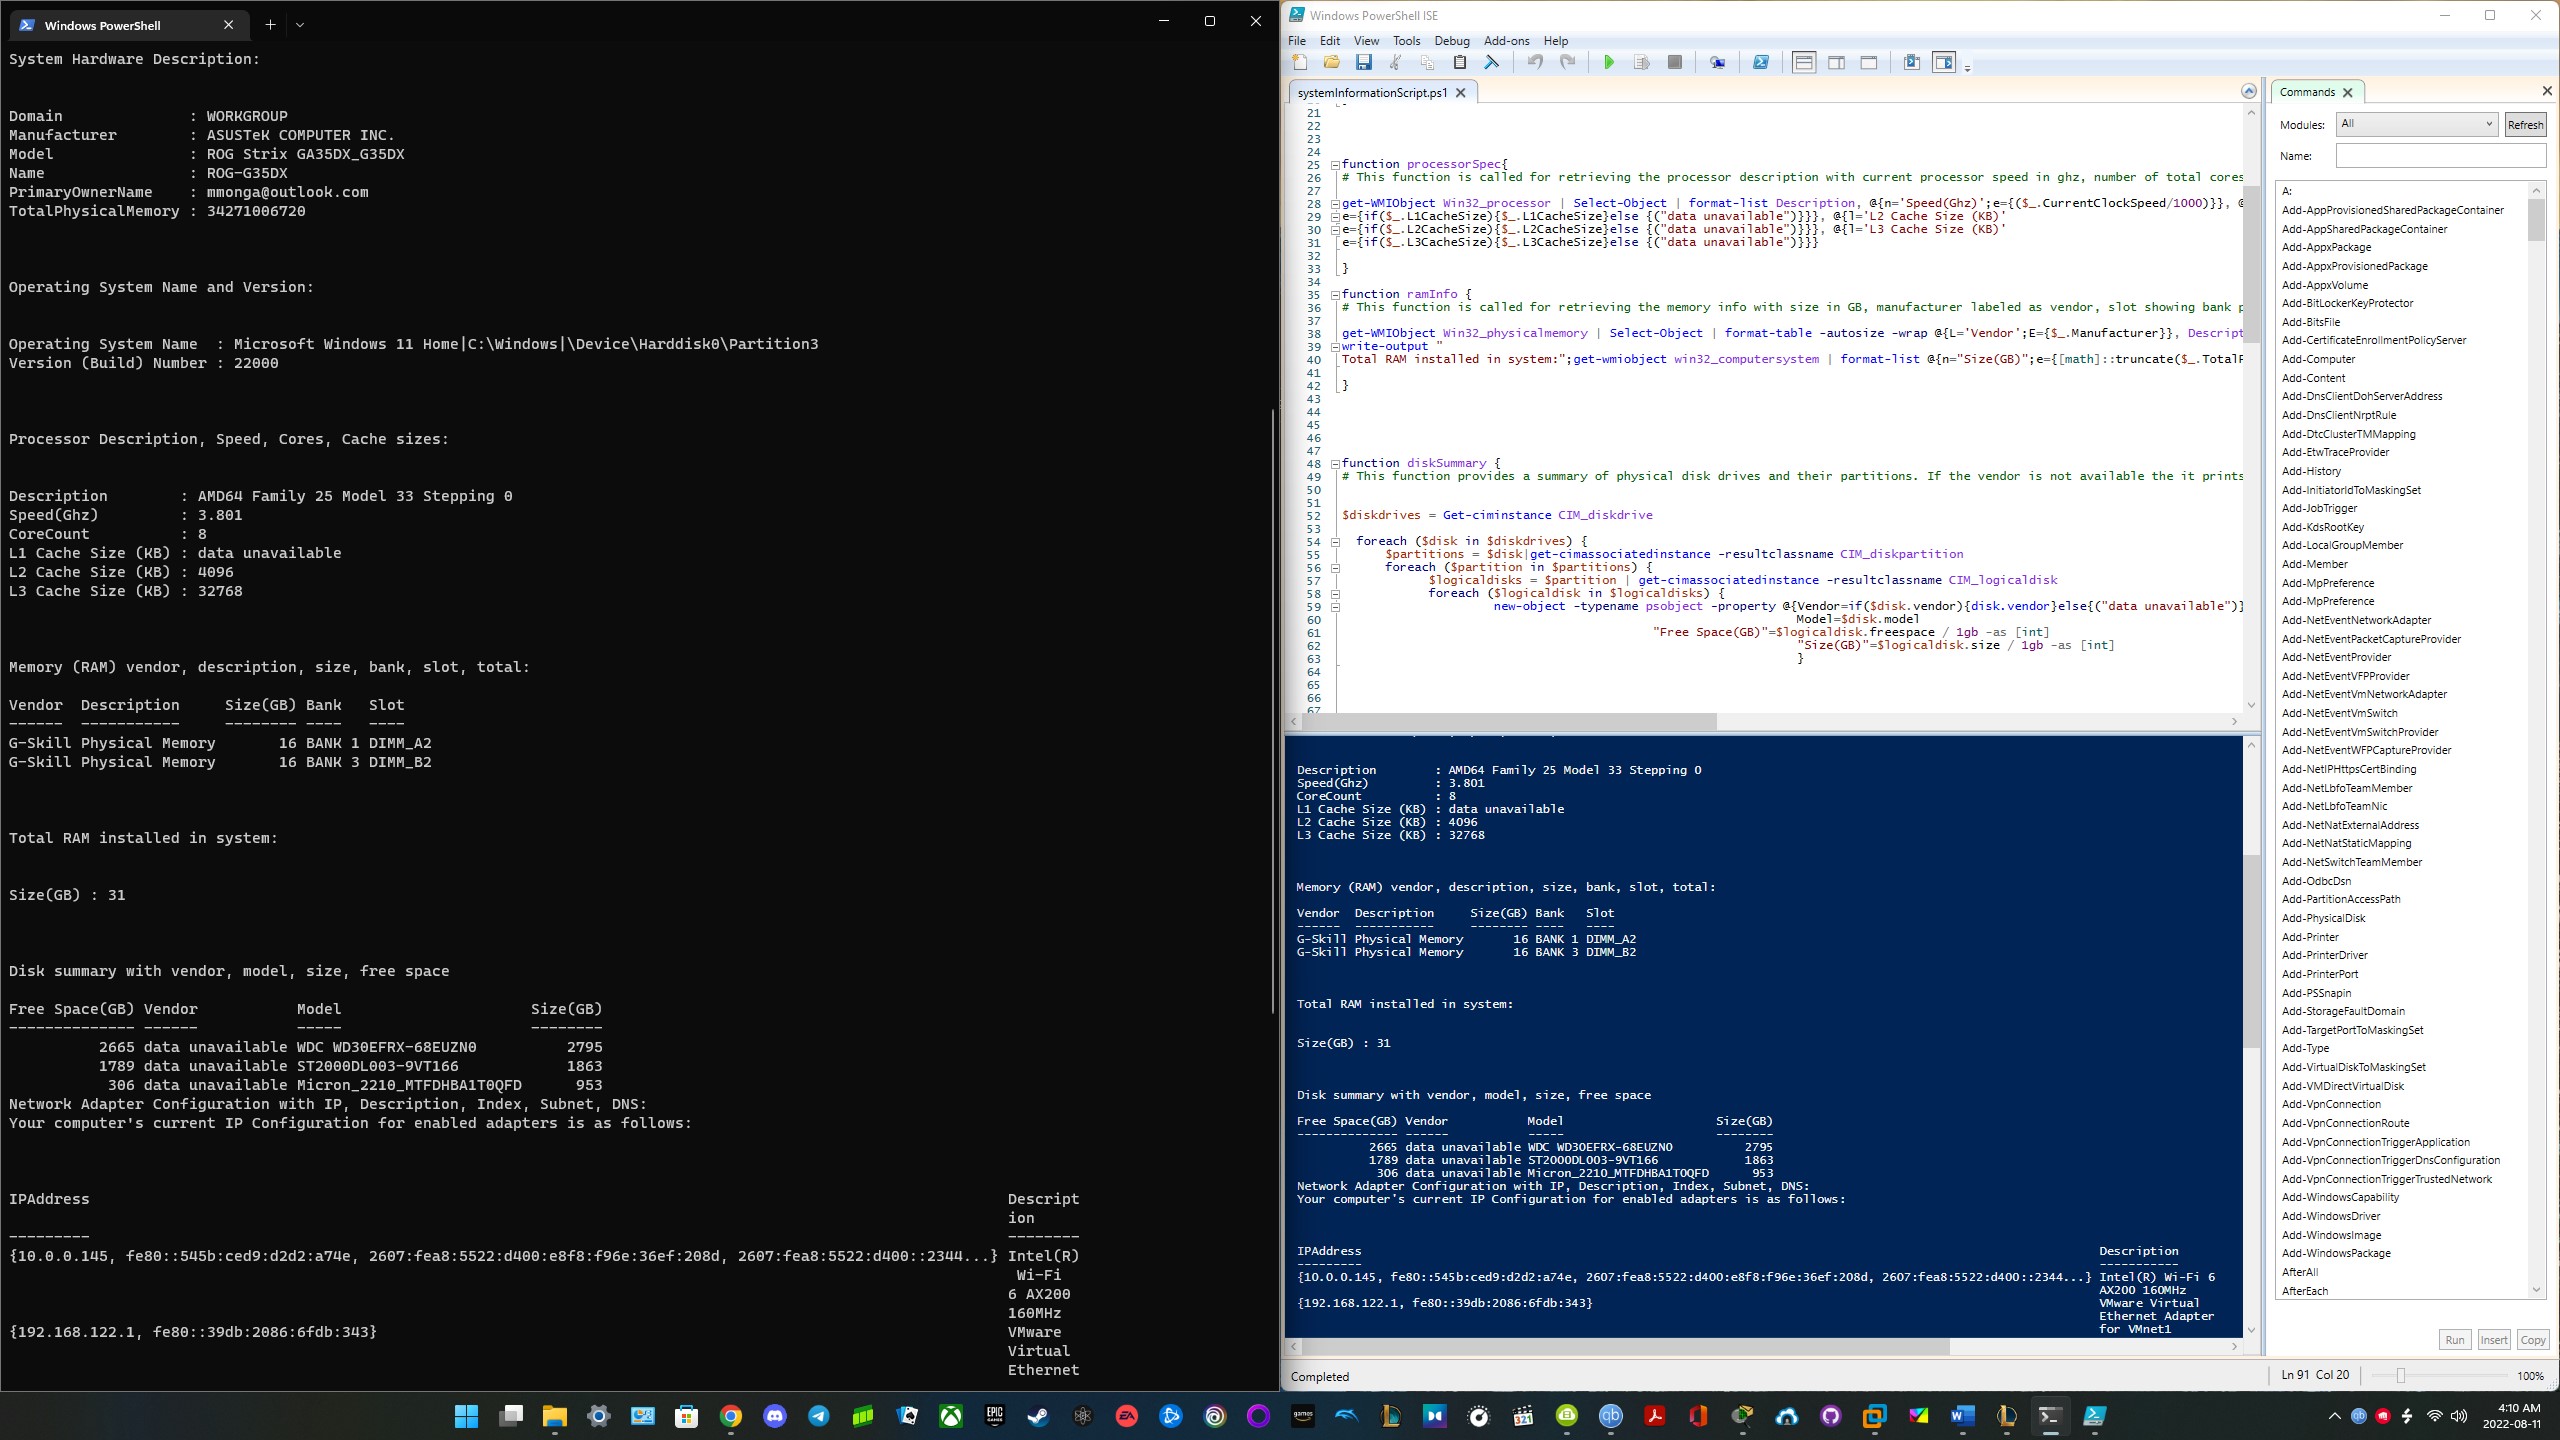 Windows PowerShell
System Hardware Description:
Domain : WORKGROUP
Manufacturer : ASUSTeK COMPUTER INC.
Model : ROG Strix GA35DX_G35DX
Name : ROG-G35DX
PrimaryOwnerName : mmonga@outlook.com
TotalPhysicalMemory : 34271006720
Operating System Name and Version:
Operating System Name : Microsoft Windows 11 Home|C:\Windows|\Device\Harddisk0\Partition3
Version (Build) Number : 22000
Processor Description, Speed, Cores, Cache sizes:
Description : AMD64 Family 25 Model 33 Stepping 0
Speed(Ghz) : 3.801
CoreCount : 8
L1 Cache Size (KB) : data unavailable
L2 Cache Size (KB) : 4096
L3 Cache Size (KB) : 32768
Memory (RAM) vendor, description, size, bank, slot, total:
Vendor Description Size(GB) Bank Slot
------ ----------- -------- ---- ----
G-Skill Physical Memory 16 BANK 1 DIMM_A2
G-Skill Physical Memory 16 BANK 3 DIMM_B2
Total RAM installed in system:
Size(GB) : 31
Disk summary with vendor, model, size, free space
Free Space(GB) Vendor Model Size(GB)
-------------- ------ ----- --------
2665 data unavailable WDC WD30EFRX-68EUZN0 2795
1789 data unavailable ST2000DL003-9VT166 1863
306 data unavailable Micron_2210_MTFDHBA1T0QFD 953
Network Adapter Configuration with IP, Description, Index, Subnet, DNS:
Your computer's current IP Configuration for enabled adapters is as follows:
IPAddress Descript
ion
--------- --------
{10.0.0.145, fe80::545b:ced9:d2d2:a74e, 2607:fea8:5522:d400:e8f8:f96e:36ef:208d, 2607:fea8:5522:d400::2344...} Intel(R)
Wi-Fi
6 AX200
160MHz
{192.168.122.1, fe80::39db:2086:6fdb:343} VMware
Virtual
Ethernet
Windows PowerShell ISE
File Edit View Tools Debug Add-ons Help
systemInformationScript.ps1
21
22
23
24
25 function processorSpec{
26 # This function is called for retrieving the processor description with current processor speed in ghz, number of total cores
27
28 get-WMIObject Win32_processor | Select-Object | format-list Description, @{n='Speed(Ghz)';e={($_.CurrentClockSpeed/1000)}}, @
29 e={if($_.L1CacheSize){$_.L1CacheSize}else {("data unavailable")}}}, @{l='L2 Cache Size (KB)'
30 e={if($_.L2CacheSize){$_.L2CacheSize}else {("data unavailable")}}}, @{l='L3 Cache Size (KB)'
31 e={if($_.L3CacheSize){$_.L3CacheSize}else {("data unavailable")}}}
32
33 }
34
35 function ramInfo {
36 # This function is called for retrieving the memory info with size in GB, manufacturer labeled as vendor, slot showing bank p
37
38 get-WMIObject Win32_physicalmemory | Select-Object | format-table -autosize -wrap @{L='Vendor';E={$_.Manufacturer}}, Descript
39 write-output "
40 Total RAM installed in system:";get-wmiobject win32_computersystem | format-list @{n="Size(GB)";e={[math]::truncate($_.TotalP
41
42 }
43
44
45
46
47
48 function diskSummary {
49 # This function provides a summary of physical disk drives and their partitions. If the vendor is not available the it prints
50
51
52 $diskdrives = Get-ciminstance CIM_diskdrive
53
54 foreach ($disk in $diskdrives) {
55 $partitions = $disk|get-cimassociatedinstance -resultclassname CIM_diskpartition
56 foreach ($partition in $partitions) {
57 $logicaldisks = $partition | get-cimassociatedinstance -resultclassname CIM_logicaldisk
58 foreach ($logicaldisk in $logicaldisks) {
59 new-object -typename psobject -property @{Vendor=if($disk.vendor){disk.vendor}else{("data unavailable")}
60 Model=$disk.model
61 "Free Space(GB)"=$logicaldisk.freespace / 1gb -as [int]
62 "Size(GB)"=$logicaldisk.size / 1gb -as [int]
63 }
64
65
66
67
Description : AMD64 Family 25 Model 33 Stepping 0
Speed(Ghz) : 3.801
CoreCount : 8
L1 Cache Size (KB) : data unavailable
L2 Cache Size (KB) : 4096
L3 Cache Size (KB) : 32768
Memory (RAM) vendor, description, size, bank, slot, total:
Vendor Description Size(GB) Bank Slot
------ ----------- -------- ---- ----
G-Skill Physical Memory 16 BANK 1 DIMM_A2
G-Skill Physical Memory 16 BANK 3 DIMM_B2
Total RAM installed in system:
Size(GB) : 31
Disk summary with vendor, model, size, free space
Free Space(GB) Vendor Model Size(GB)
-------------- ------ ----- --------
2665 data unavailable WDC WD30EFRX-68EUZN0 2795
1789 data unavailable ST2000DL003-9VT166 1863
306 data unavailable Micron_2210_MTFDHBA1T0QFD 953
Network Adapter Configuration with IP, Description, Index, Subnet, DNS:
Your computer's current IP Configuration for enabled adapters is as follows:
IPAddress Description
--------- -----------
{10.0.0.145, fe80::545b:ced9:d2d2:a74e, 2607:fea8:5522:d400:e8f8:f96e:36ef:208d, 2607:fea8:5522:d400::2344...} Intel(R) Wi-Fi 6
AX200 160MHz
{192.168.122.1, fe80::39db:2086:6fdb:343} VMware Virtual
Ethernet Adapter
for VMnet1
Completed
Ln 91 Col 20
100%
Commands
Modules: All Refresh
Name:
A:
Add-AppProvisionedSharedPackageContainer
Add-AppSharedPackageContainer
Add-AppxPackage
Add-AppxProvisionedPackage
Add-AppxVolume
Add-BitLockerKeyProtector
Add-BitsFile
Add-CertificateEnrollmentPolicyServer
Add-Computer
Add-Content
Add-DnsClientDohServerAddress
Add-DnsClientNrptRule
Add-DtcClusterTMMapping
Add-EtwTraceProvider
Add-History
Add-InitiatorIdToMaskingSet
Add-JobTrigger
Add-KdsRootKey
Add-LocalGroupMember
Add-Member
Add-MpPreference
Add-MpPreference
Add-NetEventNetworkAdapter
Add-NetEventPacketCaptureProvider
Add-NetEventProvider
Add-NetEventVFPProvider
Add-NetEventVmNetworkAdapter
Add-NetEventVmSwitch
Add-NetEventVmSwitchProvider
Add-NetEventWFPCaptureProvider
Add-NetIPHttpsCertBinding
Add-NetLbfoTeamMember
Add-NetLbfoTeamNic
Add-NetNatExternalAddress
Add-NetNatStaticMapping
Add-NetSwitchTeamMember
Add-OdbcDsn
Add-PartitionAccessPath
Add-PhysicalDisk
Add-Printer
Add-PrinterDriver
Add-PrinterPort
Add-PSSnapin
Add-StorageFaultDomain
Add-TargetPortToMaskingSet
Add-Type
Add-VirtualDiskToMaskingSet
Add-VMDirectVirtualDisk
Add-VpnConnection
Add-VpnConnectionRoute
Add-VpnConnectionTriggerApplication
Add-VpnConnectionTriggerDnsConfiguration
Add-VpnConnectionTriggerTrustedNetwork
Add-WindowsCapability
Add-WindowsDriver
Add-WindowsImage
Add-WindowsPackage
AfterAll
AfterEach
Run Insert Copy
4:10 AM
2022-08-11